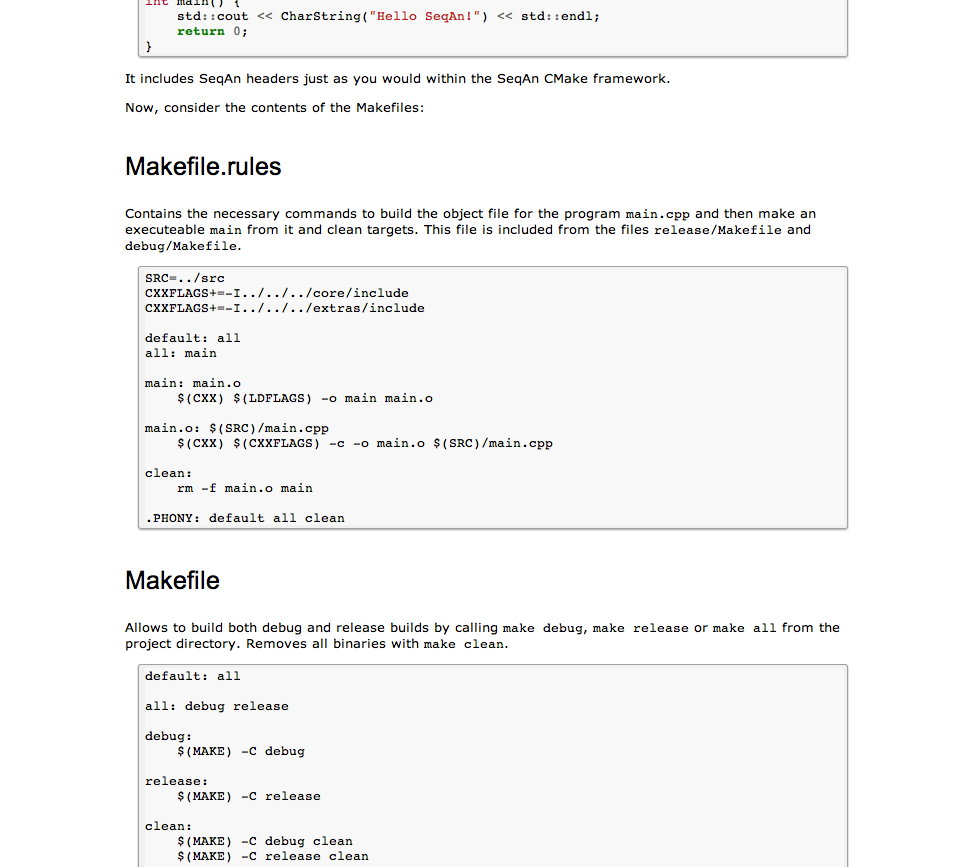 int main() {
    std::cout << CharString("Hello SeqAn!") << std::endl;
    return 0;
}
It includes SeqAn headers just as you would within the SeqAn CMake framework.
Now, consider the contents of the Makefiles:
Makefile.rules
Contains the necessary commands to build the object file for the program main.cpp and then make an
executeable main from it and clean targets. This file is included from the files release/Makefile and
debug/Makefile.
SRC=../src
CXXFLAGS+=-I../../../core/include
CXXFLAGS+=-I../../../extras/include
default: all
all: main
main: main.o
    $(CXX) $(LDFLAGS) -o main main.o
main.o: $(SRC)/main.cpp
    $(CXX) $(CXXFLAGS) -c -o main.o $(SRC)/main.cpp
clean:
    rm -f main.o main
.PHONY: default all clean
Makefile
Allows to build both debug and release builds by calling make debug, make release or make all from the
project directory. Removes all binaries with make clean.
default: all
all: debug release
debug:
    $(MAKE) -C debug
release:
    $(MAKE) -C release
clean:
    $(MAKE) -C debug clean
    $(MAKE) -C release clean